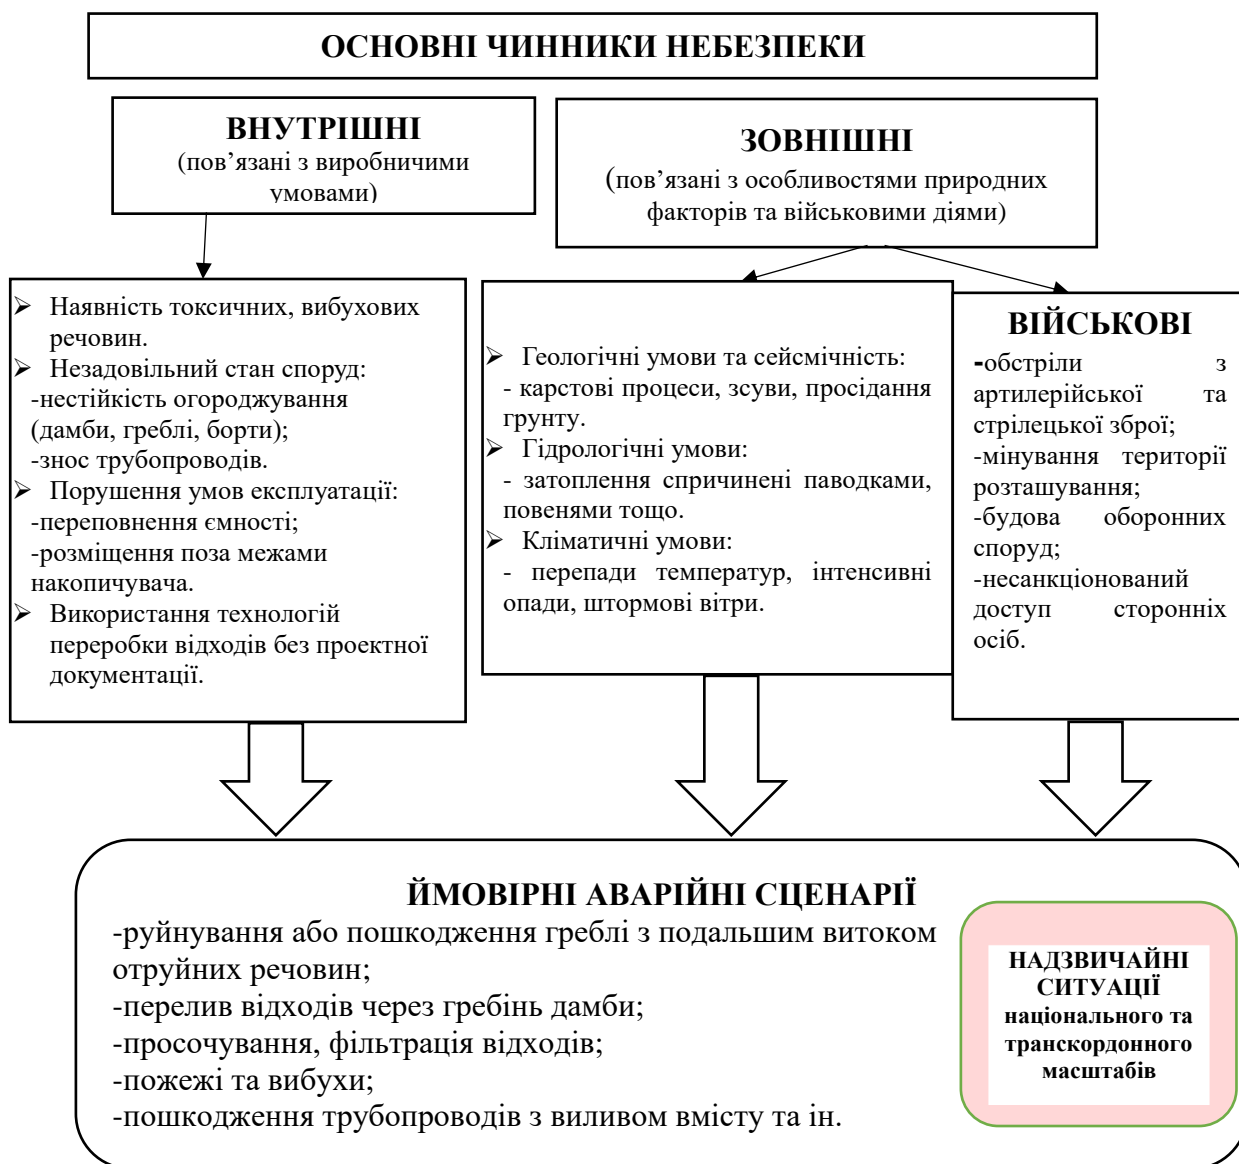 ОСНОВНІ ЧИННИКИ НЕБЕЗПЕКИ
ВНУТРІШНІ
(пов’язані з виробничими
умовами)
ЗОВНІШНІ
(пов’язані з особливостями природних
факторів та військовими діями)
➢ Наявність токсичних, вибухових
речовин.
➢ Незадовільний стан споруд:
-нестійкість огороджування
(дамби, греблі, борти);
-знос трубопроводів.
➢ Порушення умов експлуатації:
-переповнення ємності;
-розміщення поза межами
накопичувача.
➢ Використання технологій
переробки відходів без проектної
документації.
➢ Геологічні умови та сейсмічність:
- карстові процеси, зсуви, просідання
грунту.
➢ Гідрологічні умови:
- затоплення спричинені паводками,
повенями тощо.
➢ Кліматичні умови:
- перепади температур, інтенсивні
опади, штормові вітри.
ВІЙСЬКОВІ
-обстріли з
артилерійської та
стрілецької зброї;
-мінування території
розташування;
-будова оборонних
споруд;
-несанкціонований
доступ сторонніх
осіб.
ЙМОВІРНІ АВАРІЙНІ СЦЕНАРІЇ
-руйнування або пошкодження греблі з подальшим витоком
отруйних речовин;
-перелив відходів через гребінь дамби;
-просочування, фільтрація відходів;
-пожежі та вибухи;
-пошкодження трубопроводів з виливом вмісту та ін.
НАДЗВИЧАЙНІ
СИТУАЦІЇ
національного та
транскордонного
масштабів